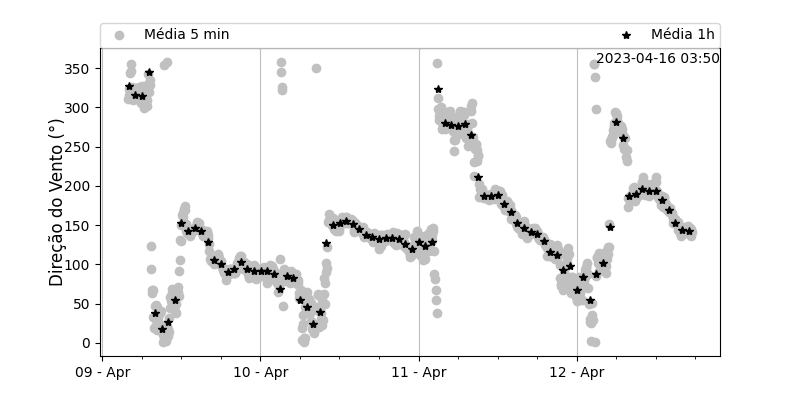 Média 5 min
Média 1h
2023-04-16 03:50
Direção do Vento (°)
350
300
250
200
150
100
50
0
09 - Apr
10 - Apr
11 - Apr
12 - Apr